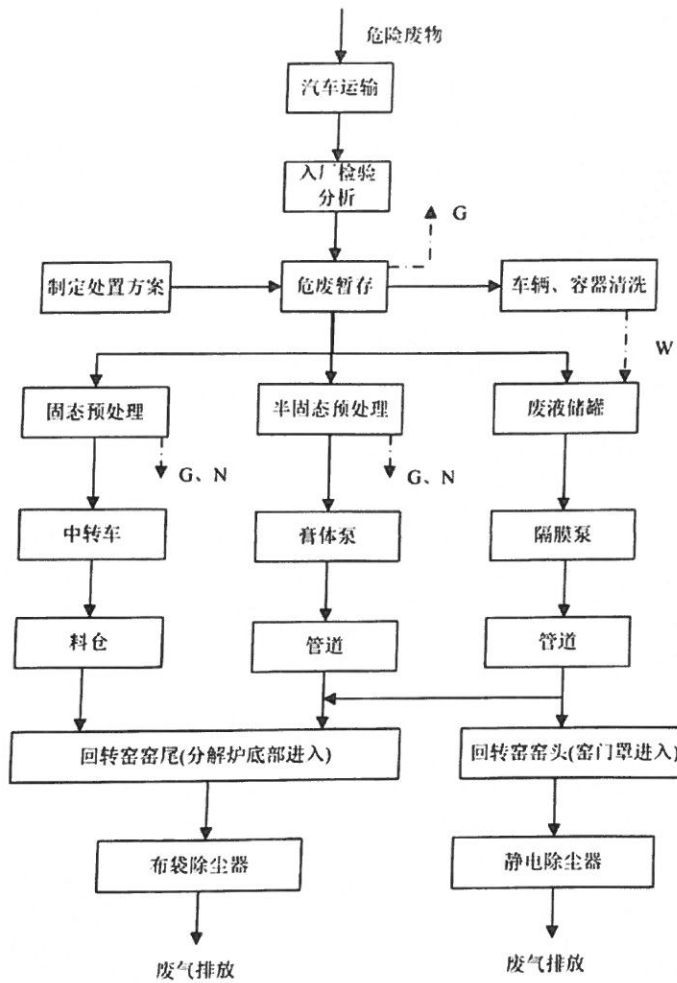 危险废物
汽车运输
入厂检验
分析
G
制定处置方案
危废暂存
车辆、容器清洗
W
固态预处理
半固态预处理
废液储罐
G、N
G、N
中转车
膏体泵
隔膜泵
料仓
管道
管道
回转窑窑尾(分解炉底部进入)
回转窑窑头(窑门罩进入)
布袋除尘器
静电除尘器
废气排放
废气排放